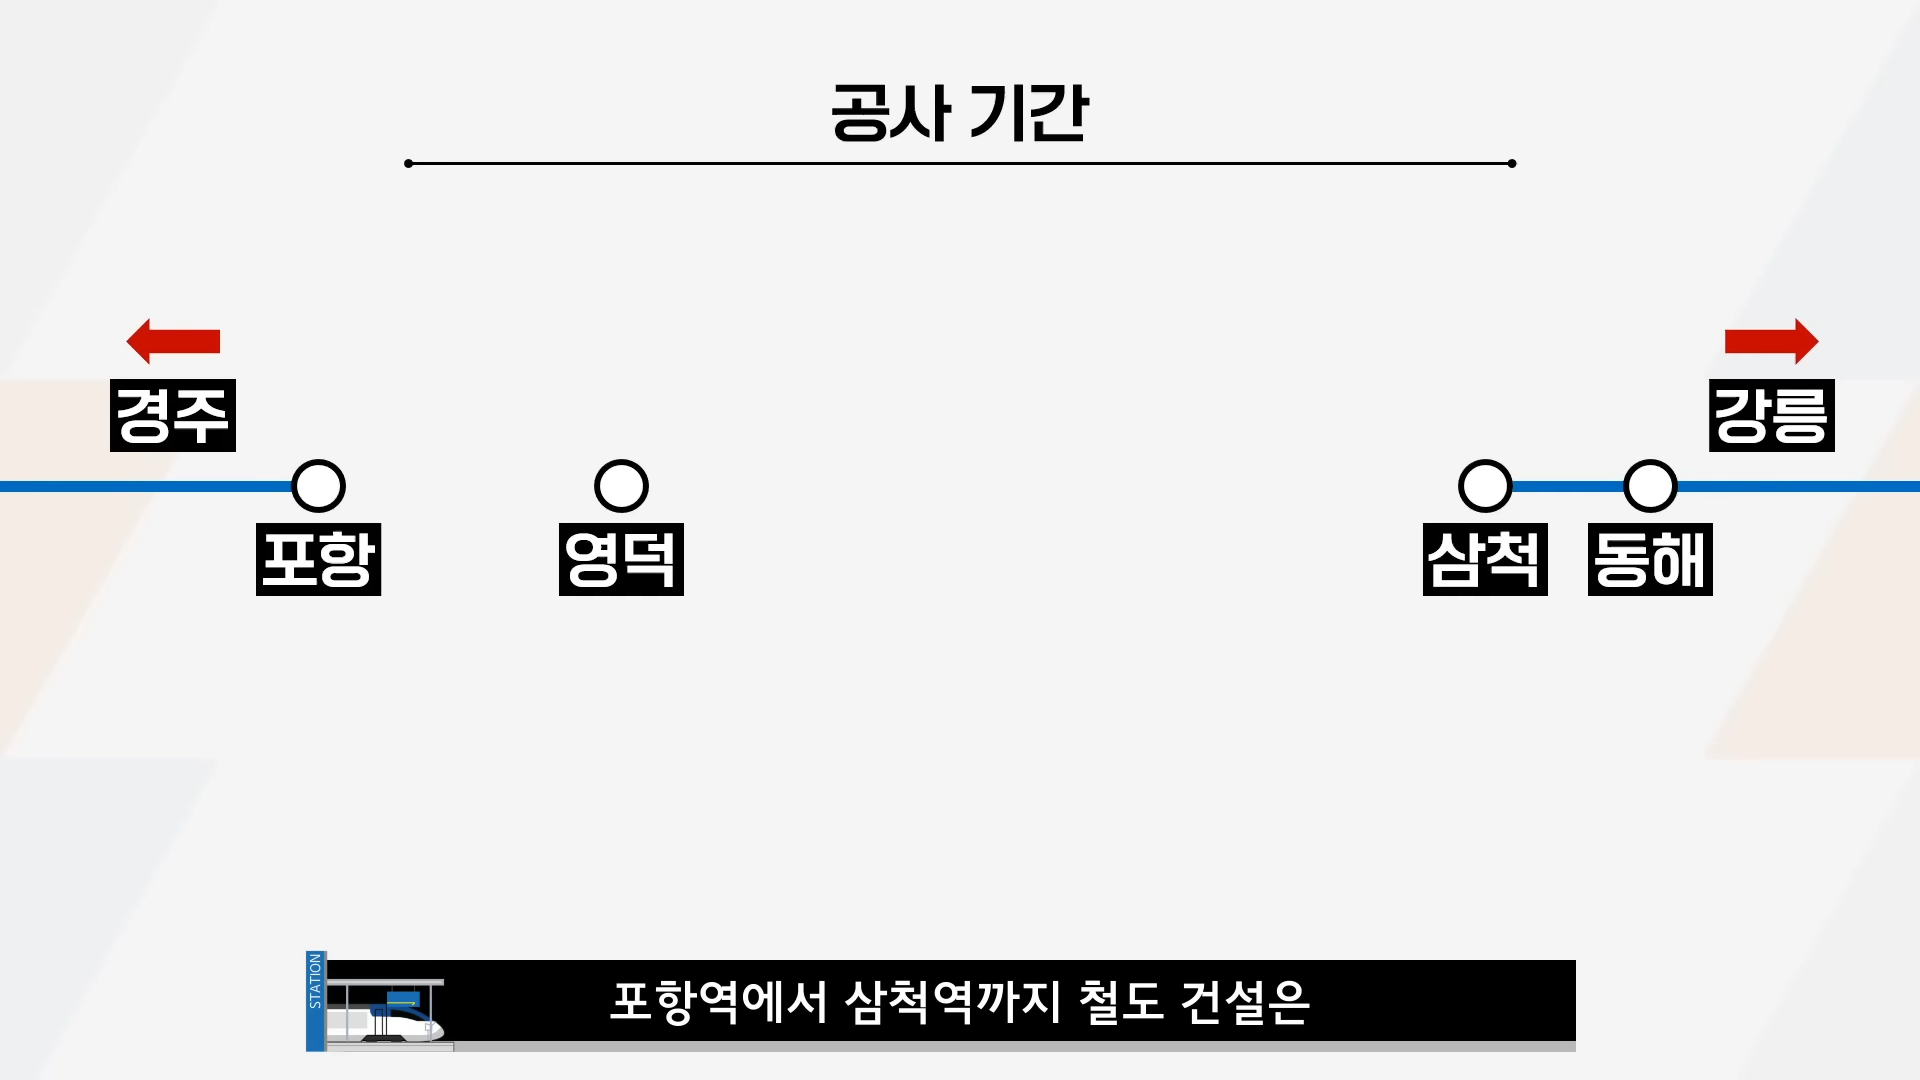 공사 기간
경주
강릉
포항
영덕
삼척
동해
STATION
포항역에서 삼척역까지 철도 건설은